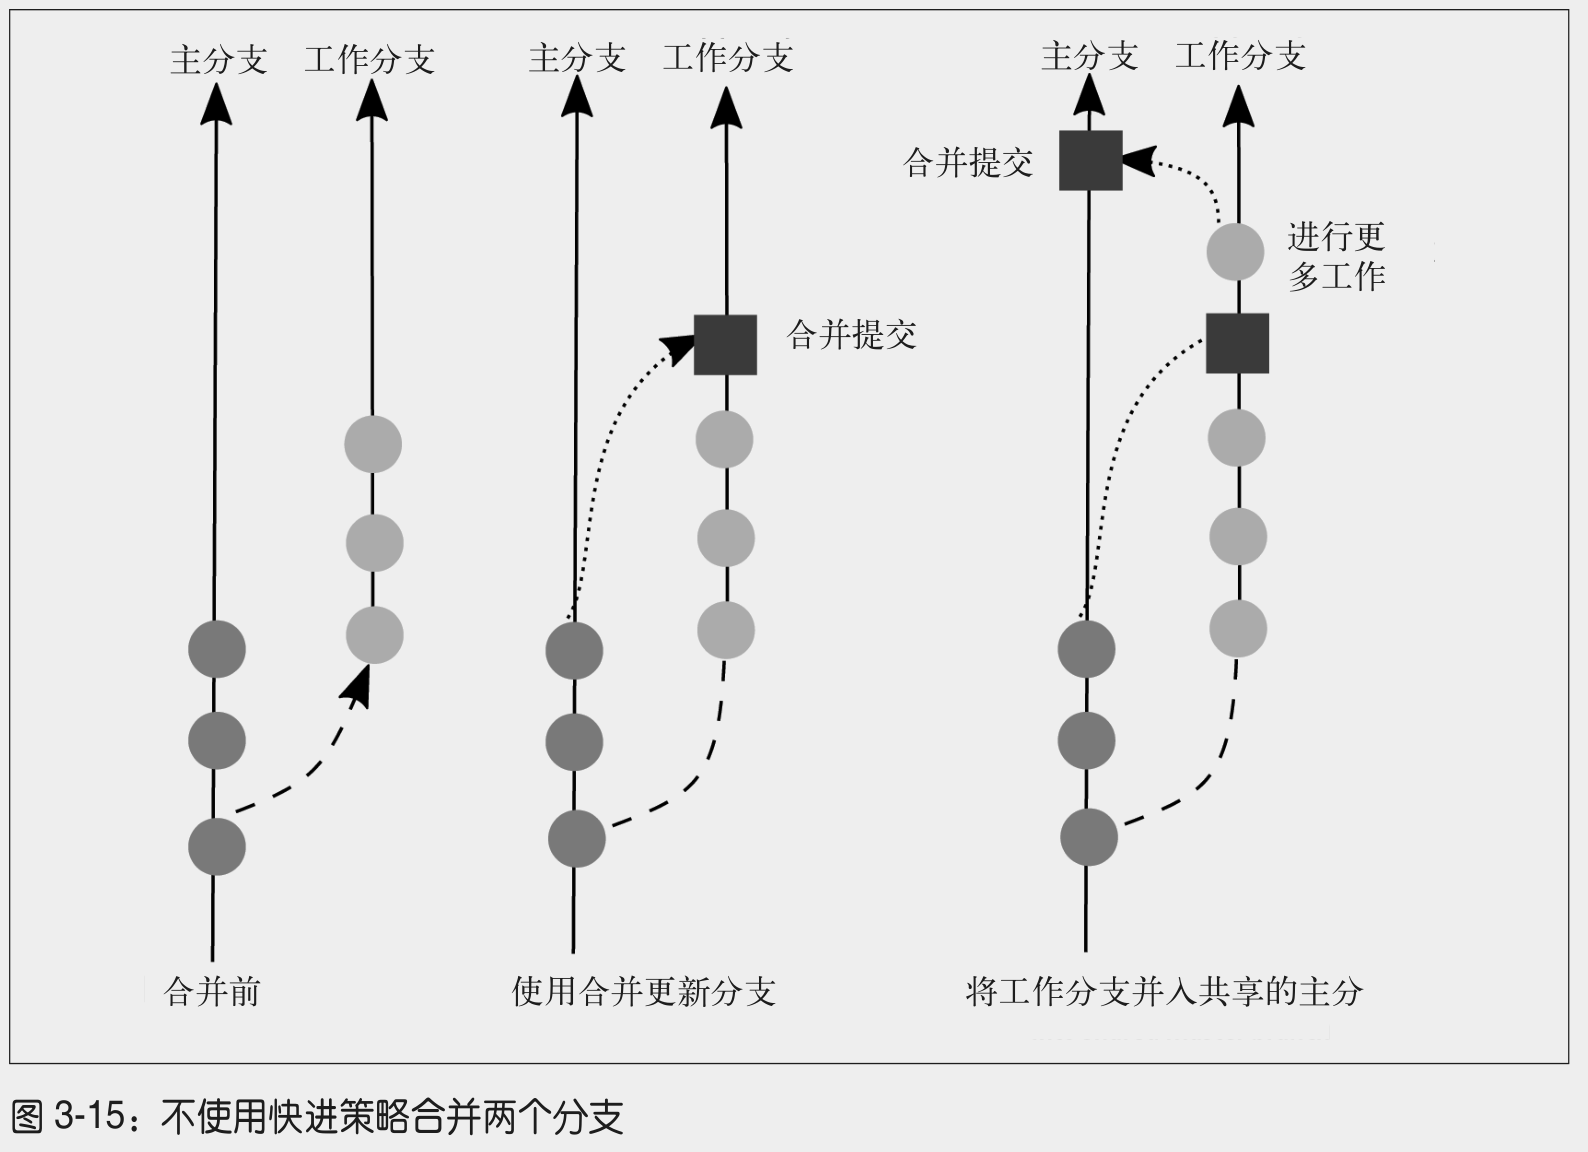 主分支
工作分支
合并前
主分支
工作分支
合并提交
使用合并更新分支
主分支
工作分支
合并提交
进行更
多工作
将工作分支并入共享的主分
图 3-15：不使用快进策略合并两个分支